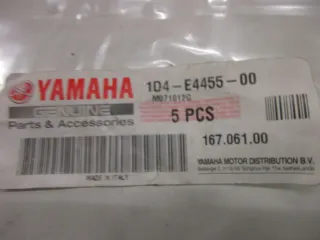 YAMAHA
GENUINE
Parts & Accessories
1D4-E4455-00
5 PCS
167.061.00
YAMAHA MOTOR DISTRIBUTION B.V.
MADE IN ITALY